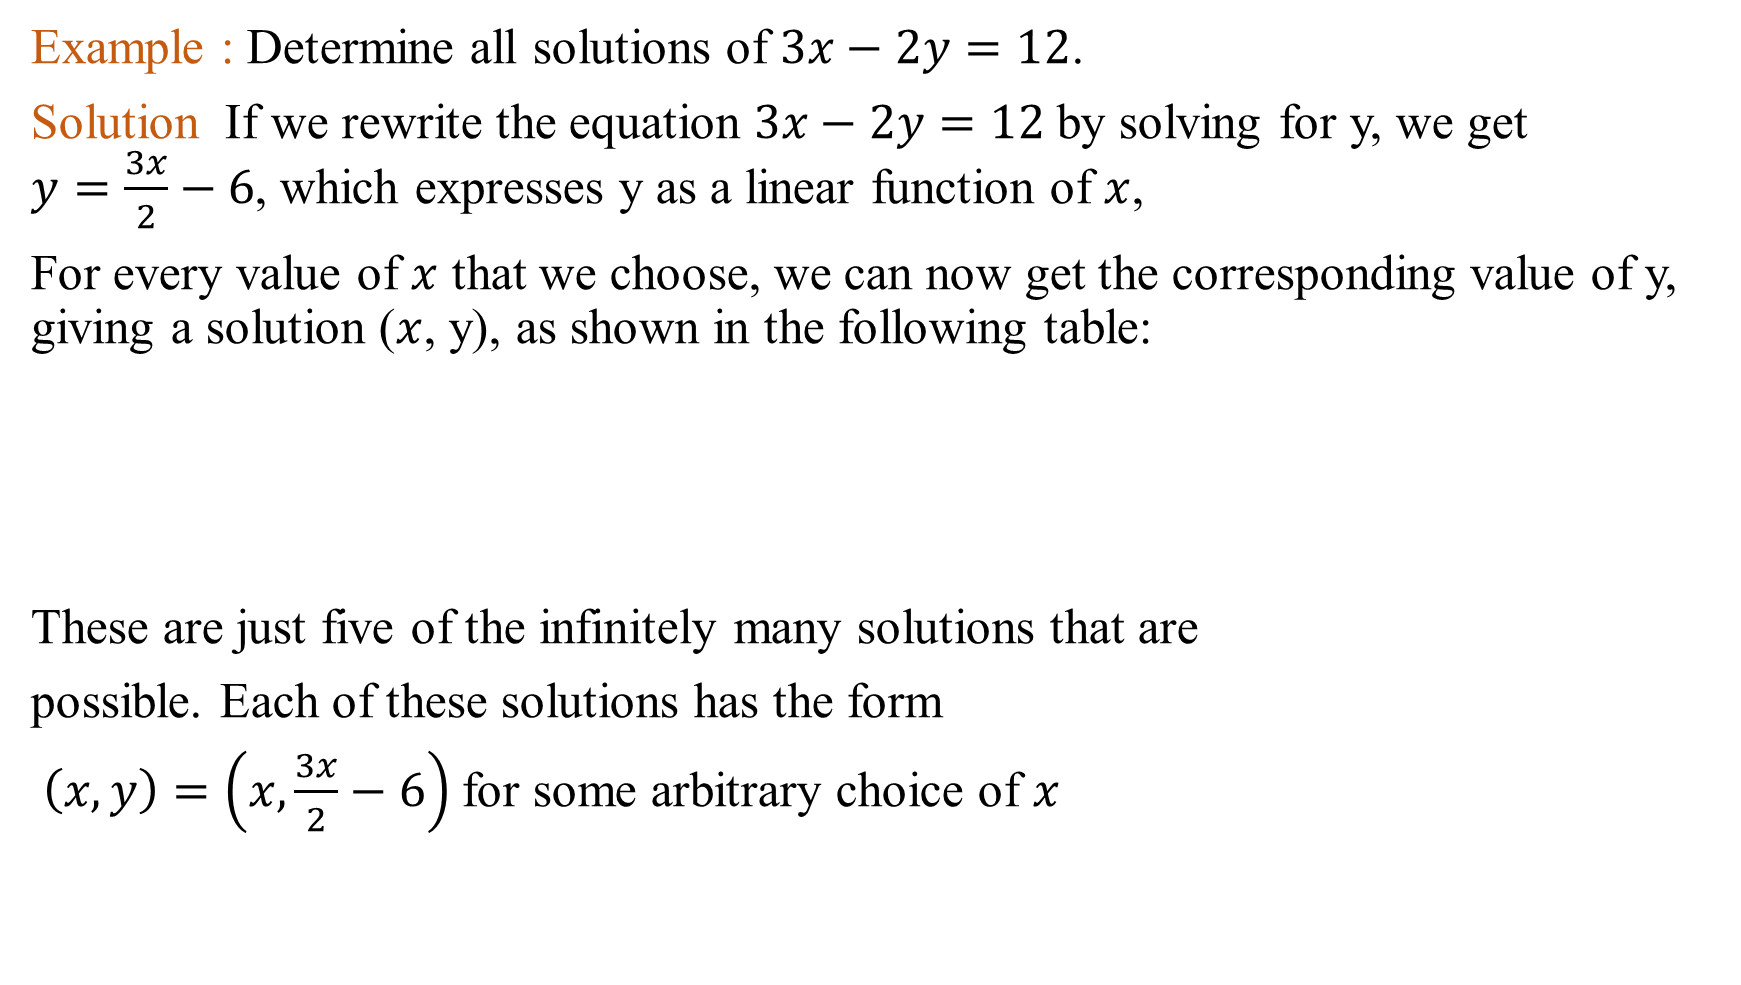 Example : Determine all solutions of 3x − 2y = 12.
Solution If we rewrite the equation 3x − 2y = 12 by solving for y, we get
y = 3x/2 − 6, which expresses y as a linear function of x,
For every value of x that we choose, we can now get the corresponding value of y,
giving a solution (x, y), as shown in the following table:
These are just five of the infinitely many solutions that are
possible. Each of these solutions has the form
(x, y) = (x, 3x/2 − 6) for some arbitrary choice of x